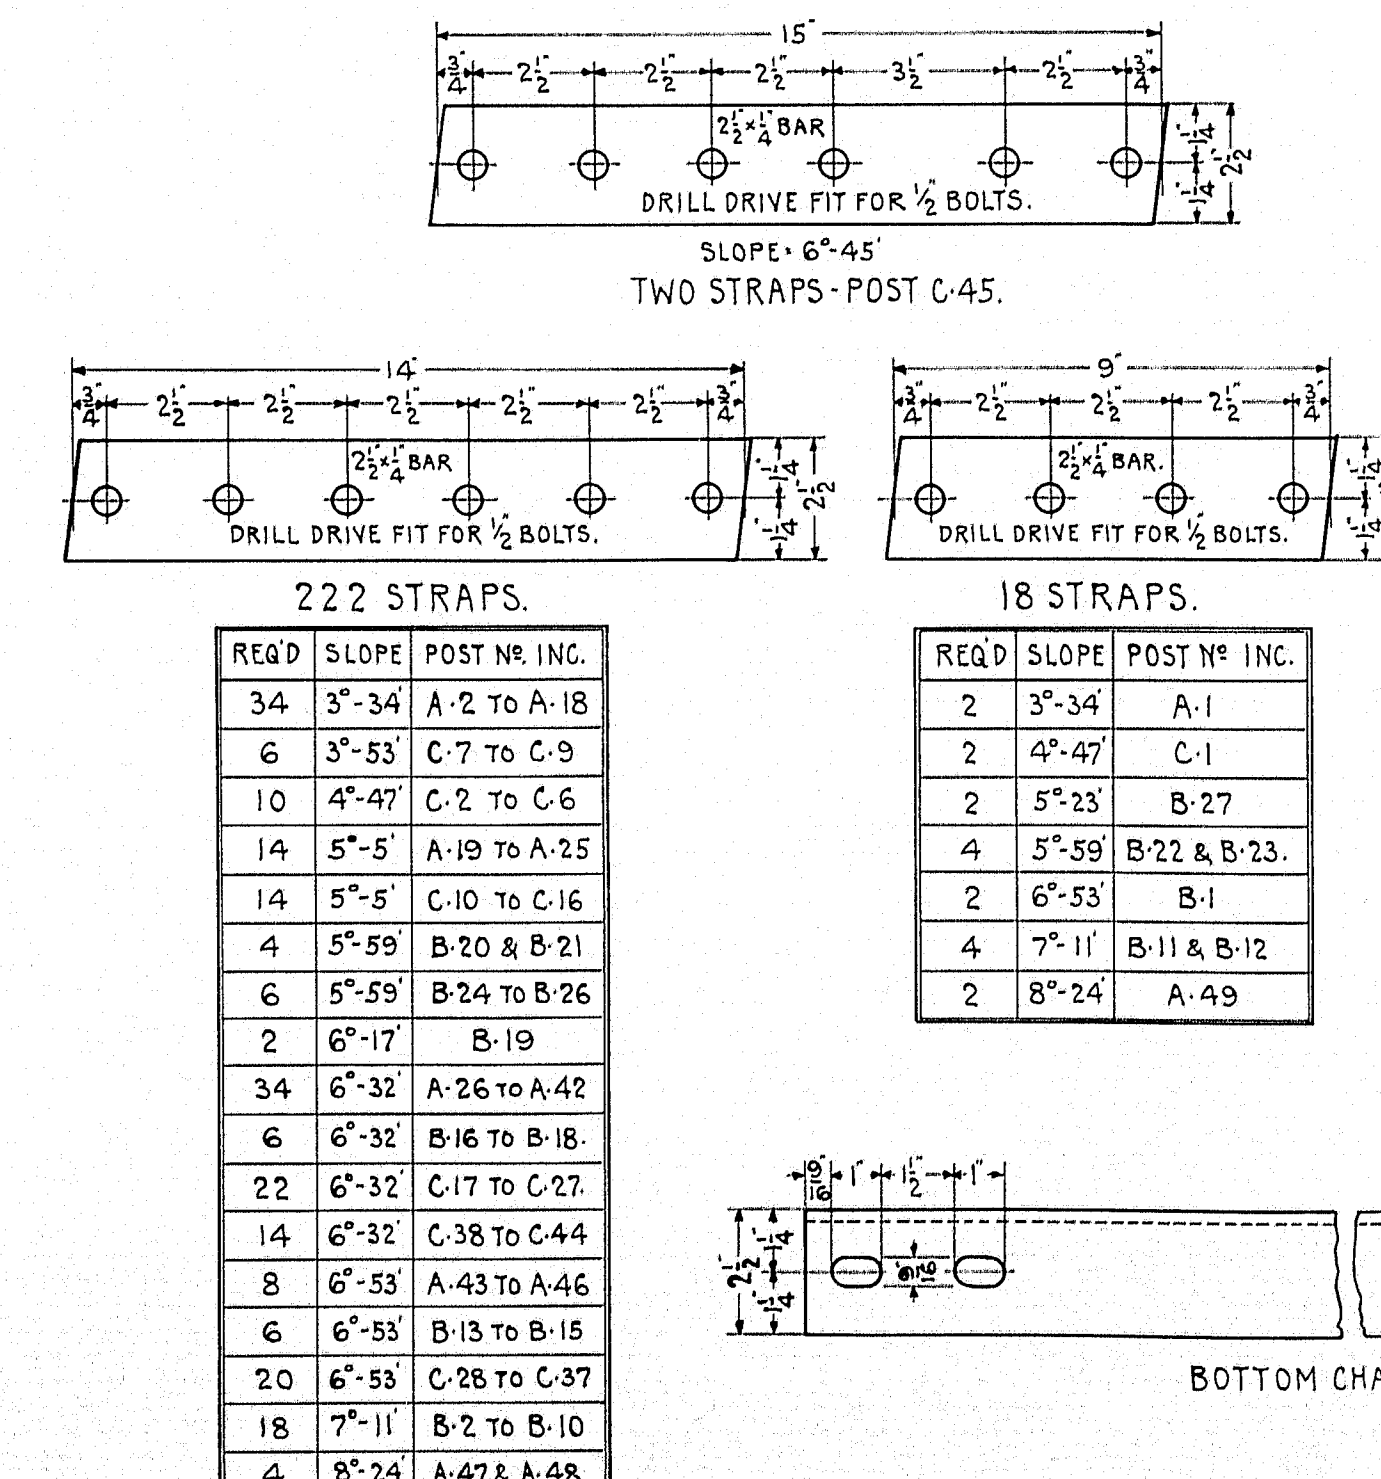 15"
3/4" 2 1/2" 2 1/2" 2 1/2" 3 1/2" 2 1/2" 3/4"
2 1/2" × 1/4" BAR
1 1/4" 1 1/4" 2 1/2"
DRILL DRIVE FIT FOR 1/2" BOLTS.
SLOPE = 6°-45'
TWO STRAPS - POST C·45.
14"
3/4" 2 1/2" 2 1/2" 2 1/2" 2 1/2" 2 1/2" 3/4"
2 1/2" × 1/4" BAR
1 1/4" 1 1/4" 2 1/2"
DRILL DRIVE FIT FOR 1/2" BOLTS.
222 STRAPS.
REQ'D SLOPE POST Nº. INC.
34 3°-34' A·2 TO A·18
6 3°-53' C·7 TO C·9
10 4°-47' C·2 TO C·6
14 5°-5' A·19 TO A·25
14 5°-5' C·10 TO C·16
4 5°-59' B·20 & B·21
6 5°-59' B·24 TO B·26
2 6°-17' B·19
34 6°-32' A·26 TO A·42
6 6°-32' B·16 TO B·18.
22 6°-32' C·17 TO C·27.
14 6°-32' C·38 TO C·44
8 6°-53' A·43 TO A·46
6 6°-53' B·13 TO B·15
20 6°-53' C·28 TO C·37
18 7°-11' B·2 TO B·10
4 8°-24' A·47 & A·48
9"
3/4" 2 1/2" 2 1/2" 2 1/2" 3/4"
2 1/2" × 1/4" BAR.
1 1/4" 1 1/4"
DRILL DRIVE FIT FOR 1/2" BOLTS.
18 STRAPS.
REQ'D SLOPE POST Nº INC.
2 3°-34' A·1
2 4°-47' C·1
2 5°-23' B·27
4 5°-59' B·22 & B·23.
2 6°-53' B·1
4 7°-11' B·11 & B·12
2 8°-24' A·49
9/16" 1" 1 1/2" 1"
2 1/2" 1 1/4" 1 1/4" 9/16"
BOTTOM CHA